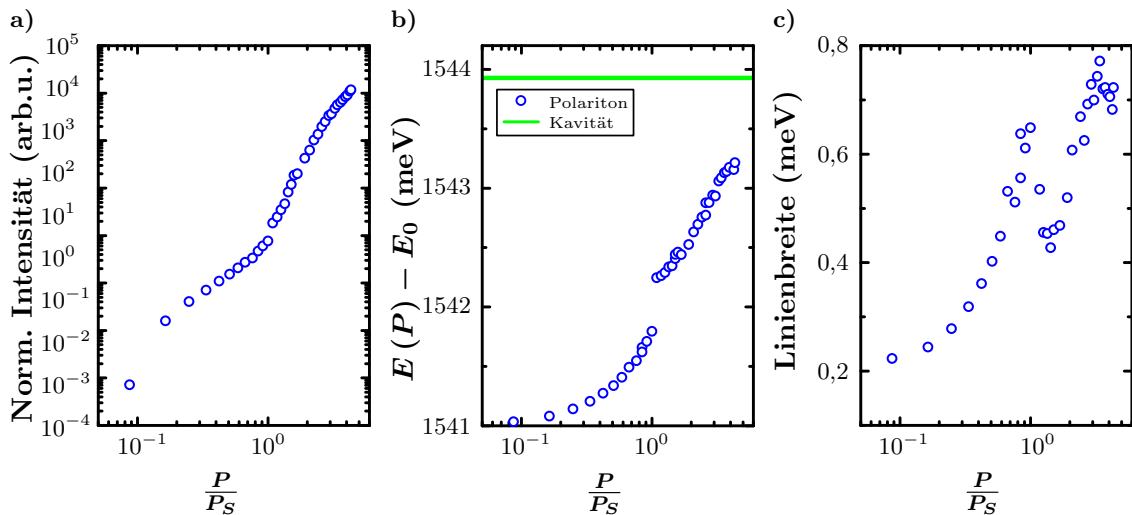 a)
Norm. Intensität (arb.u.)
10^5
10^4
10^3
10^2
10^1
10^0
10^-1
10^-2
10^-3
10^-4
10^-1 10^0
P/P_S
b)
E (P) − E_0 (meV)
1544
1543
1542
1541
Polariton
Kavität
10^-1 10^0
P/P_S
c)
Linienbreite (meV)
0,8
0,6
0,4
0,2
10^-1 10^0
P/P_S